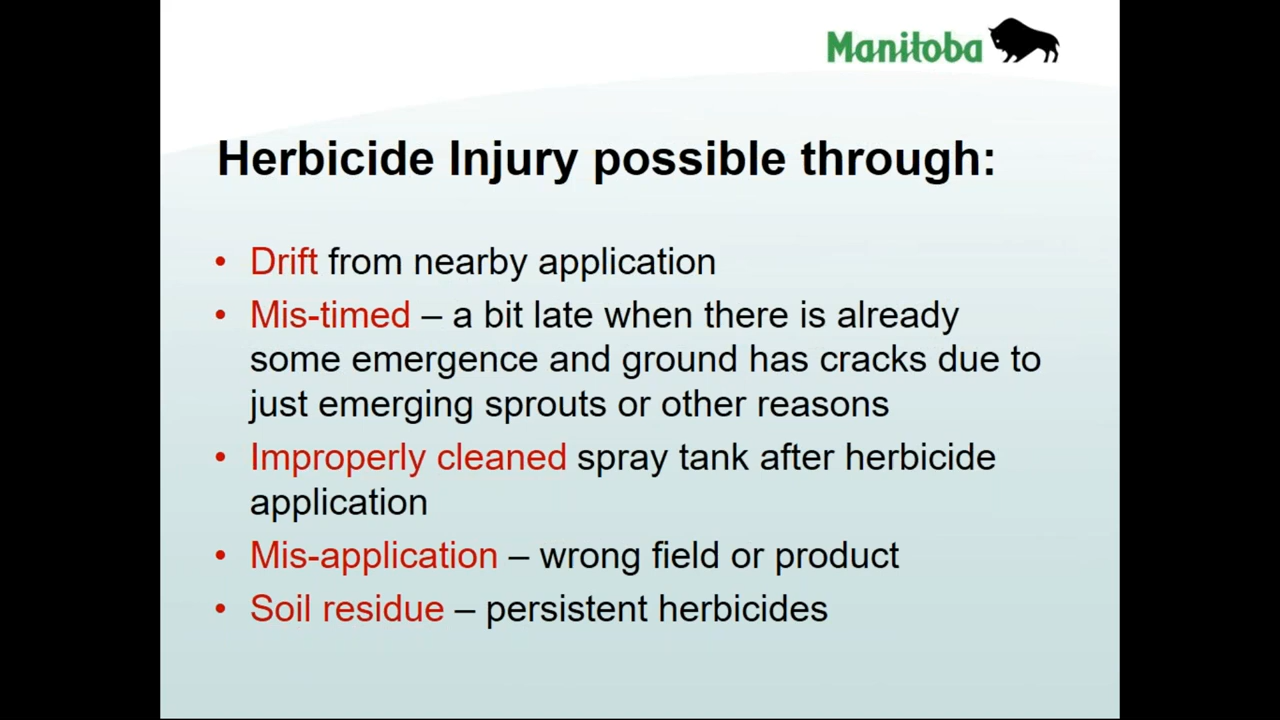 Manitoba
Herbicide Injury possible through:
• Drift from nearby application
• Mis-timed – a bit late when there is already
some emergence and ground has cracks due to
just emerging sprouts or other reasons
• Improperly cleaned spray tank after herbicide
application
• Mis-application – wrong field or product
• Soil residue – persistent herbicides